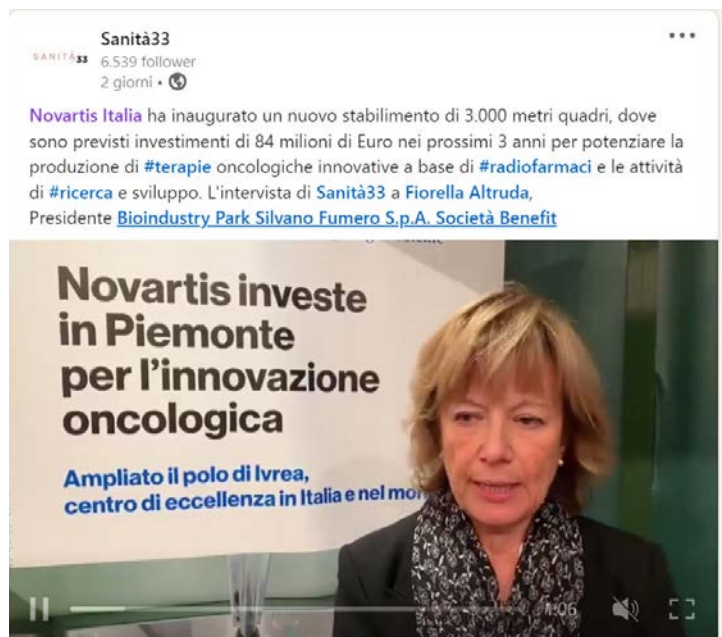 Sanità33
SANITÀ33
6.539 follower
2 giorni •
Novartis Italia ha inaugurato un nuovo stabilimento di 3.000 metri quadri, dove
sono previsti investimenti di 84 milioni di Euro nei prossimi 3 anni per potenziare la
produzione di #terapie oncologiche innovative a base di #radiofarmaci e le attività
di #ricerca e sviluppo. L'intervista di Sanità33 a Fiorella Altruda,
Presidente Bioindustry Park Silvano Fumero S.p.A. Società Benefit
Novartis investe
in Piemonte
per l'innovazione
oncologica
Ampliato il polo di Ivrea,
centro di eccellenza in Italia e nel
1:06